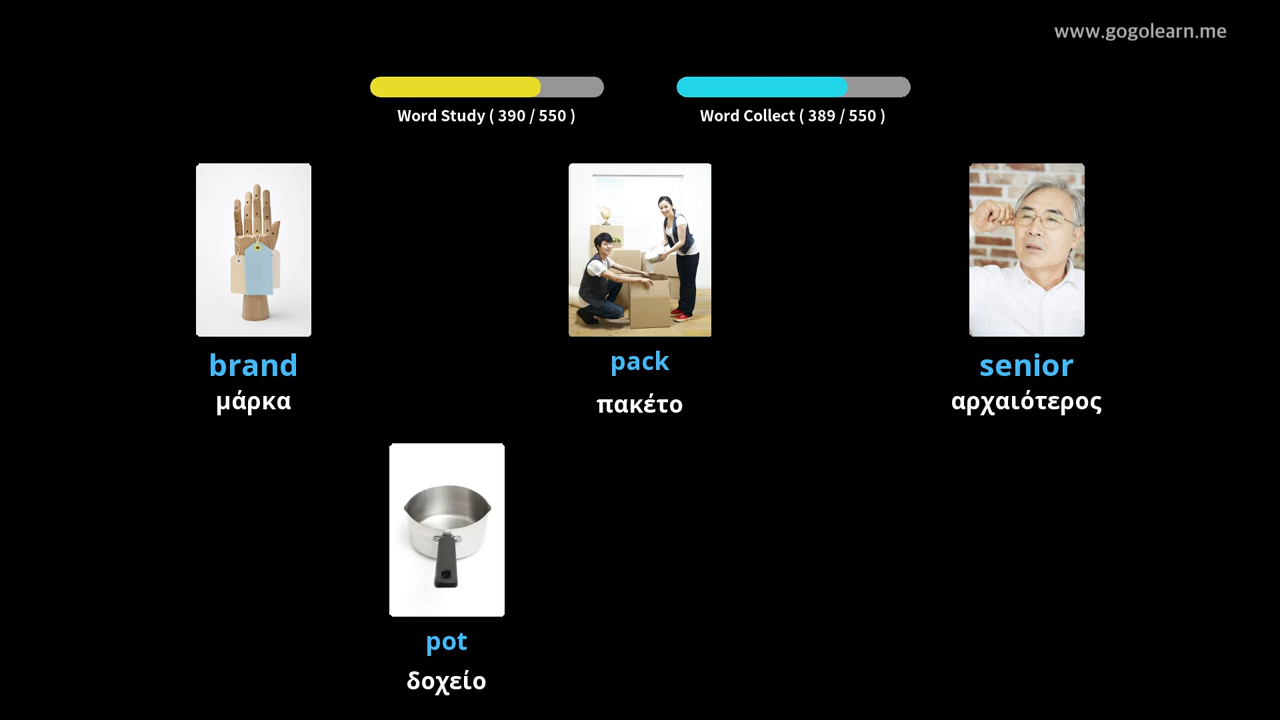 www.gogolearn.me
Word Study ( 390 / 550 )
Word Collect ( 389 / 550 )
brand
μάρκα
pack
πακέτο
senior
αρχαιότερος
pot
δοχείο